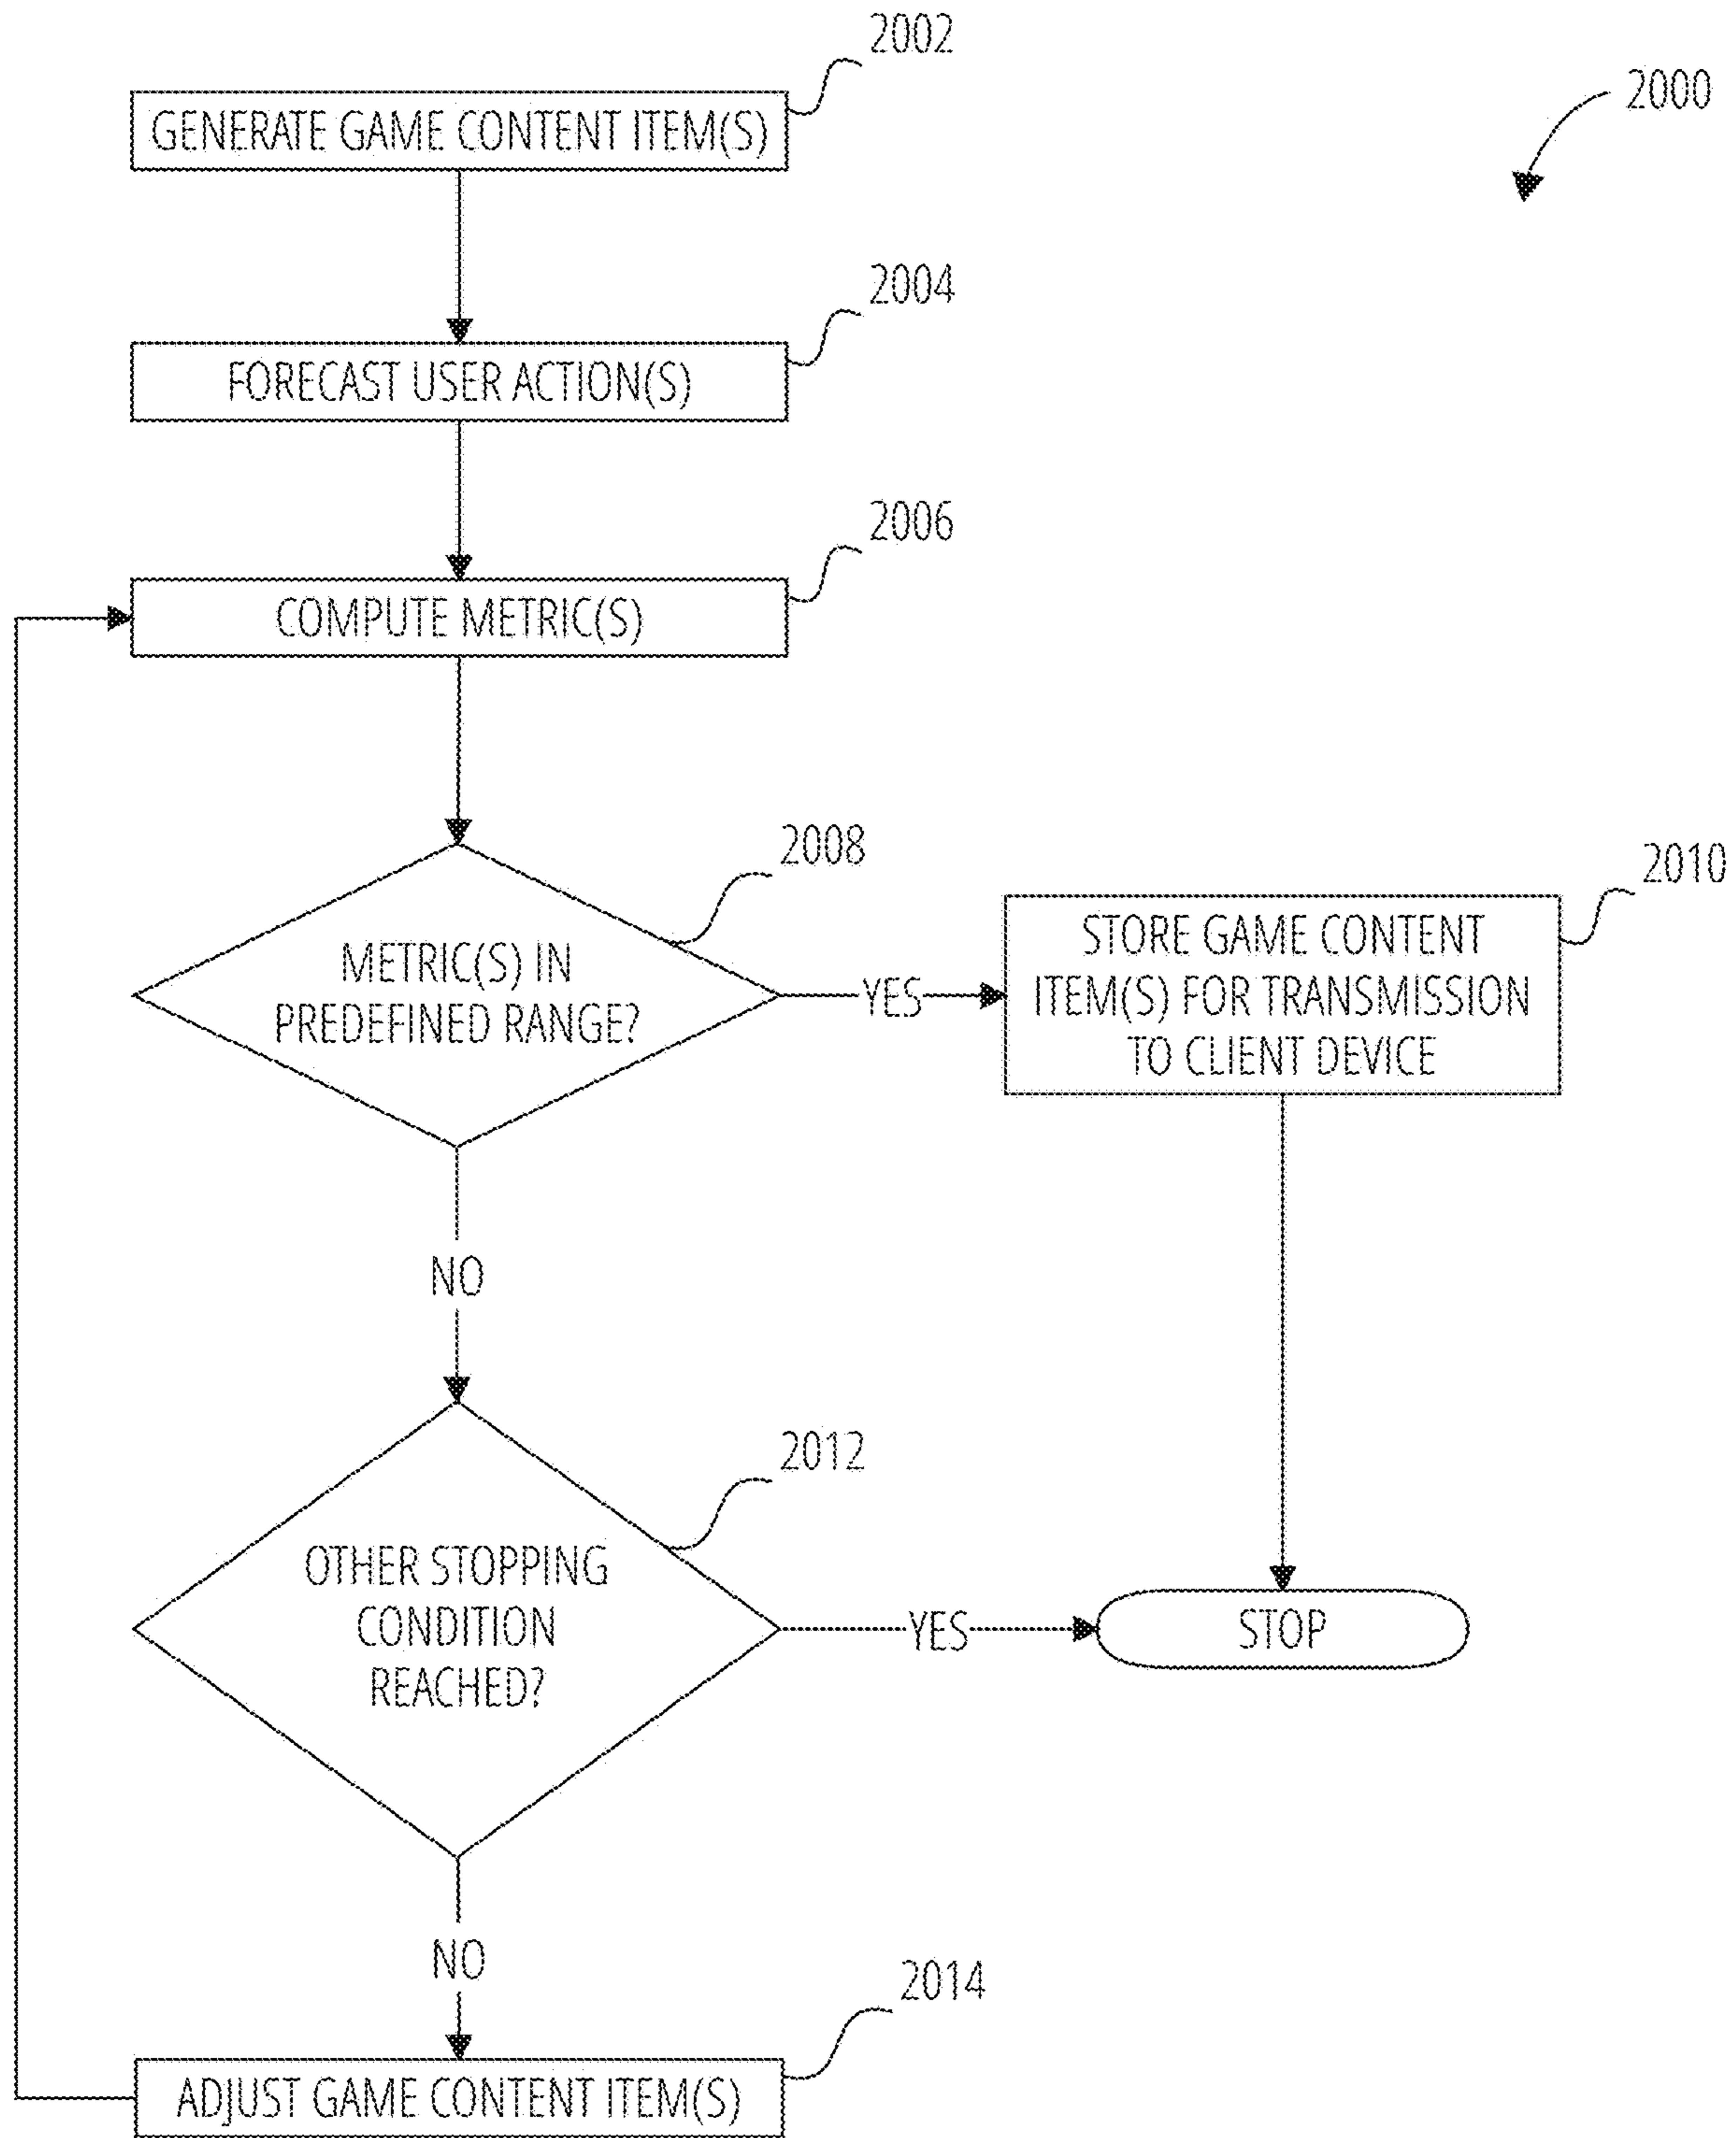 2002
2000
GENERATE GAME CONTENT ITEM(S)
2004
FORECAST USER ACTION(S)
2006
COMPUTE METRIC(S)
2008
METRIC(S) IN
PREDEFINED RANGE?
YES
2010
STORE GAME CONTENT
ITEM(S) FOR TRANSMISSION
TO CLIENT DEVICE
NO
2012
OTHER STOPPING
CONDITION
REACHED?
YES
STOP
NO
2014
ADJUST GAME CONTENT ITEM(S)